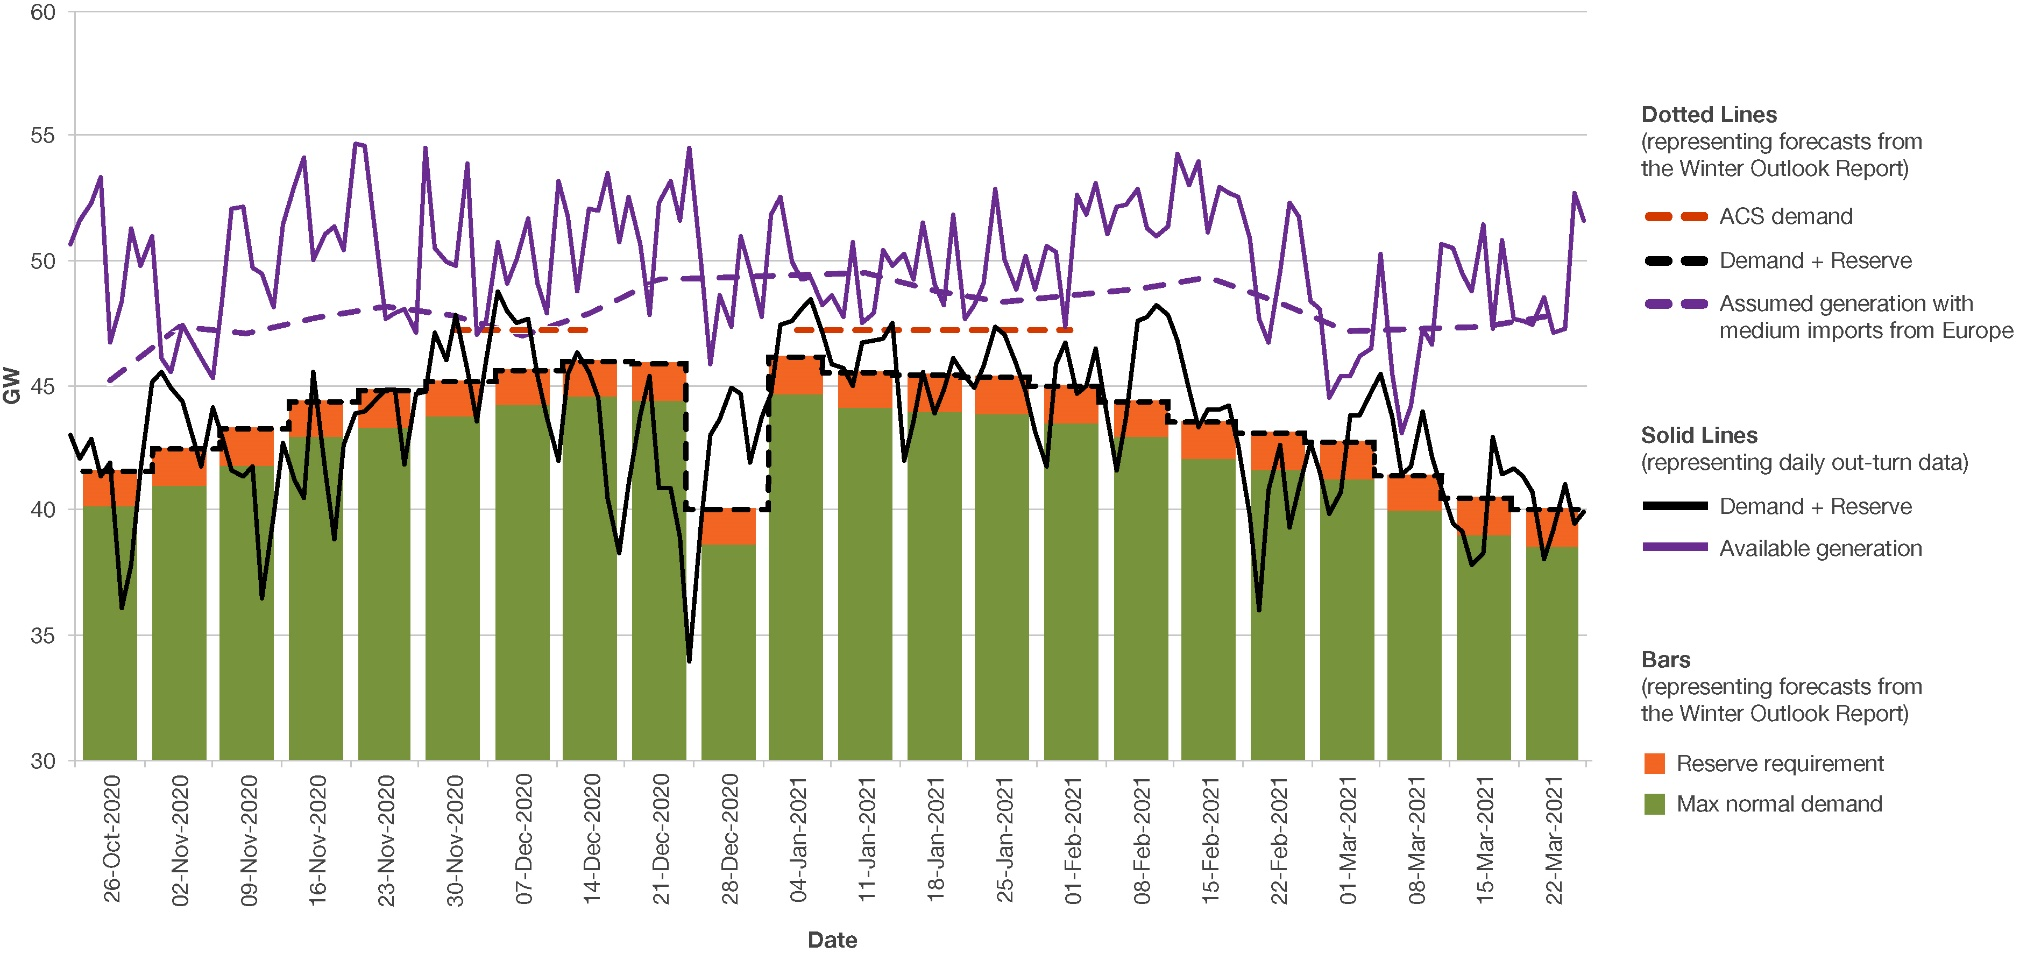 60
55
50
45
40
35
30
GW
26-Oct-2020
02-Nov-2020
09-Nov-2020
16-Nov-2020
23-Nov-2020
30-Nov-2020
07-Dec-2020
14-Dec-2020
21-Dec-2020
28-Dec-2020
04-Jan-2021
11-Jan-2021
18-Jan-2021
25-Jan-2021
01-Feb-2021
08-Feb-2021
15-Feb-2021
22-Feb-2021
01-Mar-2021
08-Mar-2021
15-Mar-2021
22-Mar-2021
Date
Dotted Lines
(representing forecasts from
the Winter Outlook Report)
ACS demand
Demand + Reserve
Assumed generation with
medium imports from Europe
Solid Lines
(representing daily out-turn data)
Demand + Reserve
Available generation
Bars
(representing forecasts from
the Winter Outlook Report)
Reserve requirement
Max normal demand